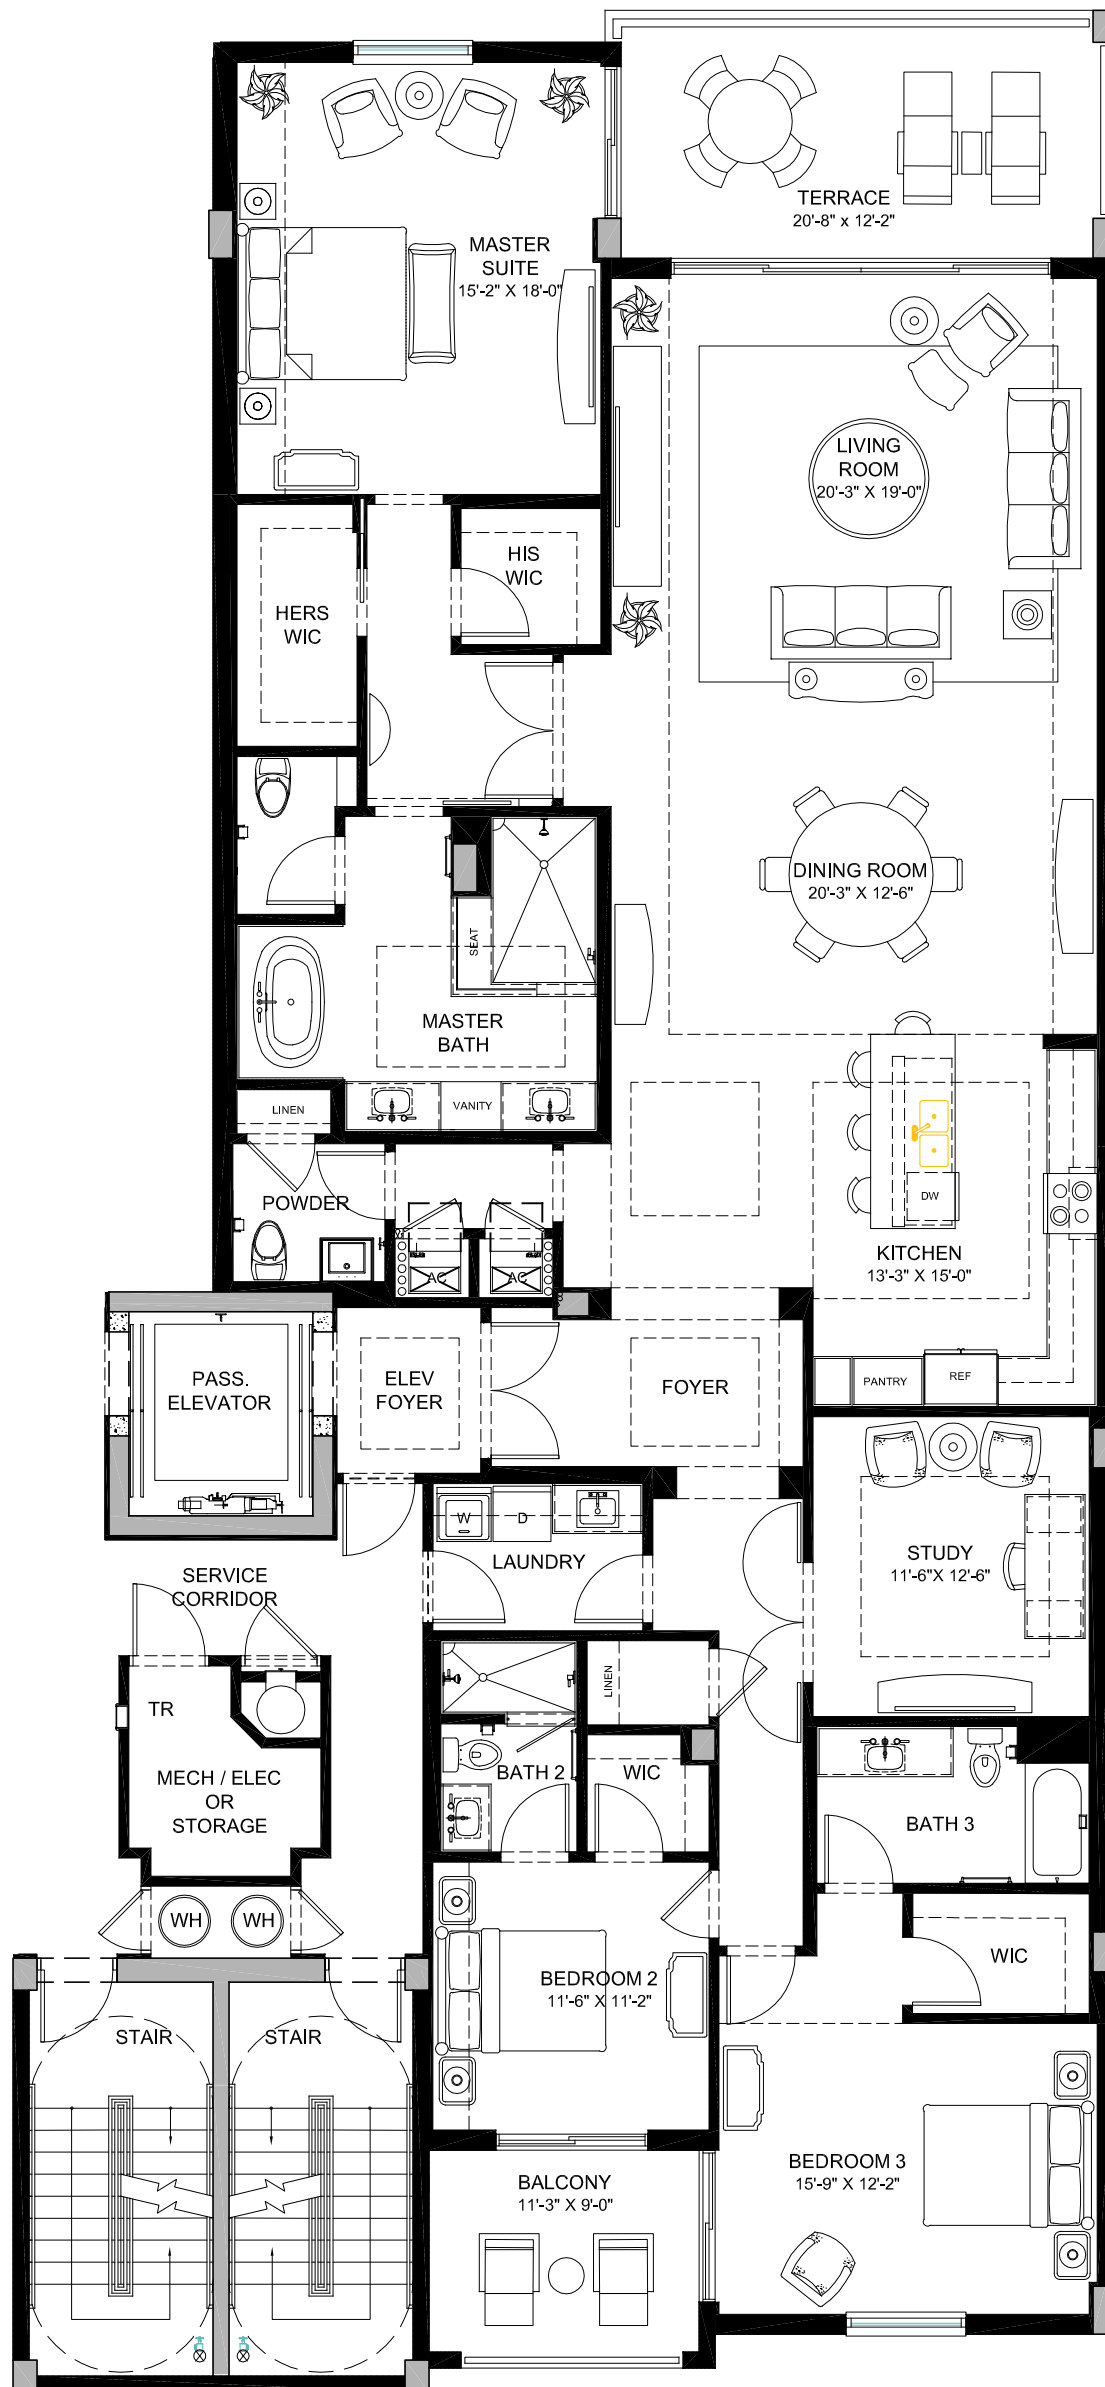 TERRACE
20'-8" x 12'-2"
MASTER
SUITE
15'-2" X 18'-0"
LIVING
ROOM
20'-3" X 19'-0"
HIS
WIC
HERS
WIC
DINING ROOM
20'-3" X 12'-6"
SEAT
MASTER
BATH
LINEN
VANITY
POWDER
DW
KITCHEN
13'-3" X 15'-0"
AC
AC
PASS.
ELEVATOR
ELEV
FOYER
FOYER
PANTRY
REF
W
D
LAUNDRY
STUDY
11'-6"X 12'-6"
SERVICE
CORRIDOR
LINEN
TR
MECH / ELEC
OR
STORAGE
BATH 2
WIC
BATH 3
WH
WH
WIC
BEDROOM 2
11'-6" X 11'-2"
STAIR
STAIR
BEDROOM 3
15'-9" X 12'-2"
BALCONY
11'-3" X 9'-0"